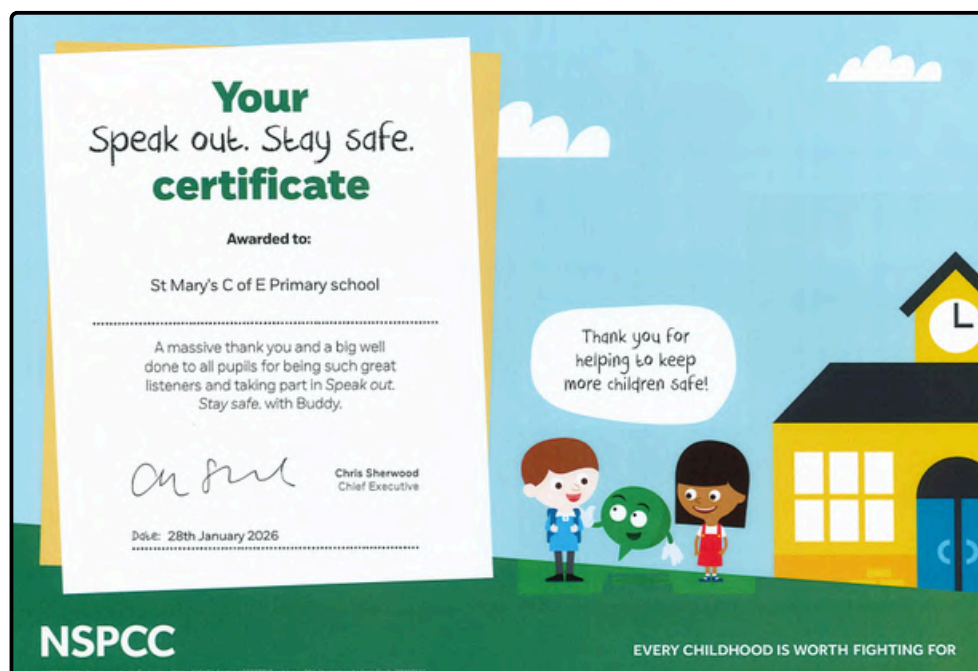 Your
Speak out. Stay safe.
certificate
Awarded to:
St Mary's C of E Primary school
A massive thank you and a big well
done to all pupils for being such great
listeners and taking part in Speak out.
Stay safe. with Buddy.
Chris Sherwood
Chief Executive
Date: 28th January 2026
Thank you for
helping to keep
more children safe!
NSPCC
EVERY CHILDHOOD IS WORTH FIGHTING FOR